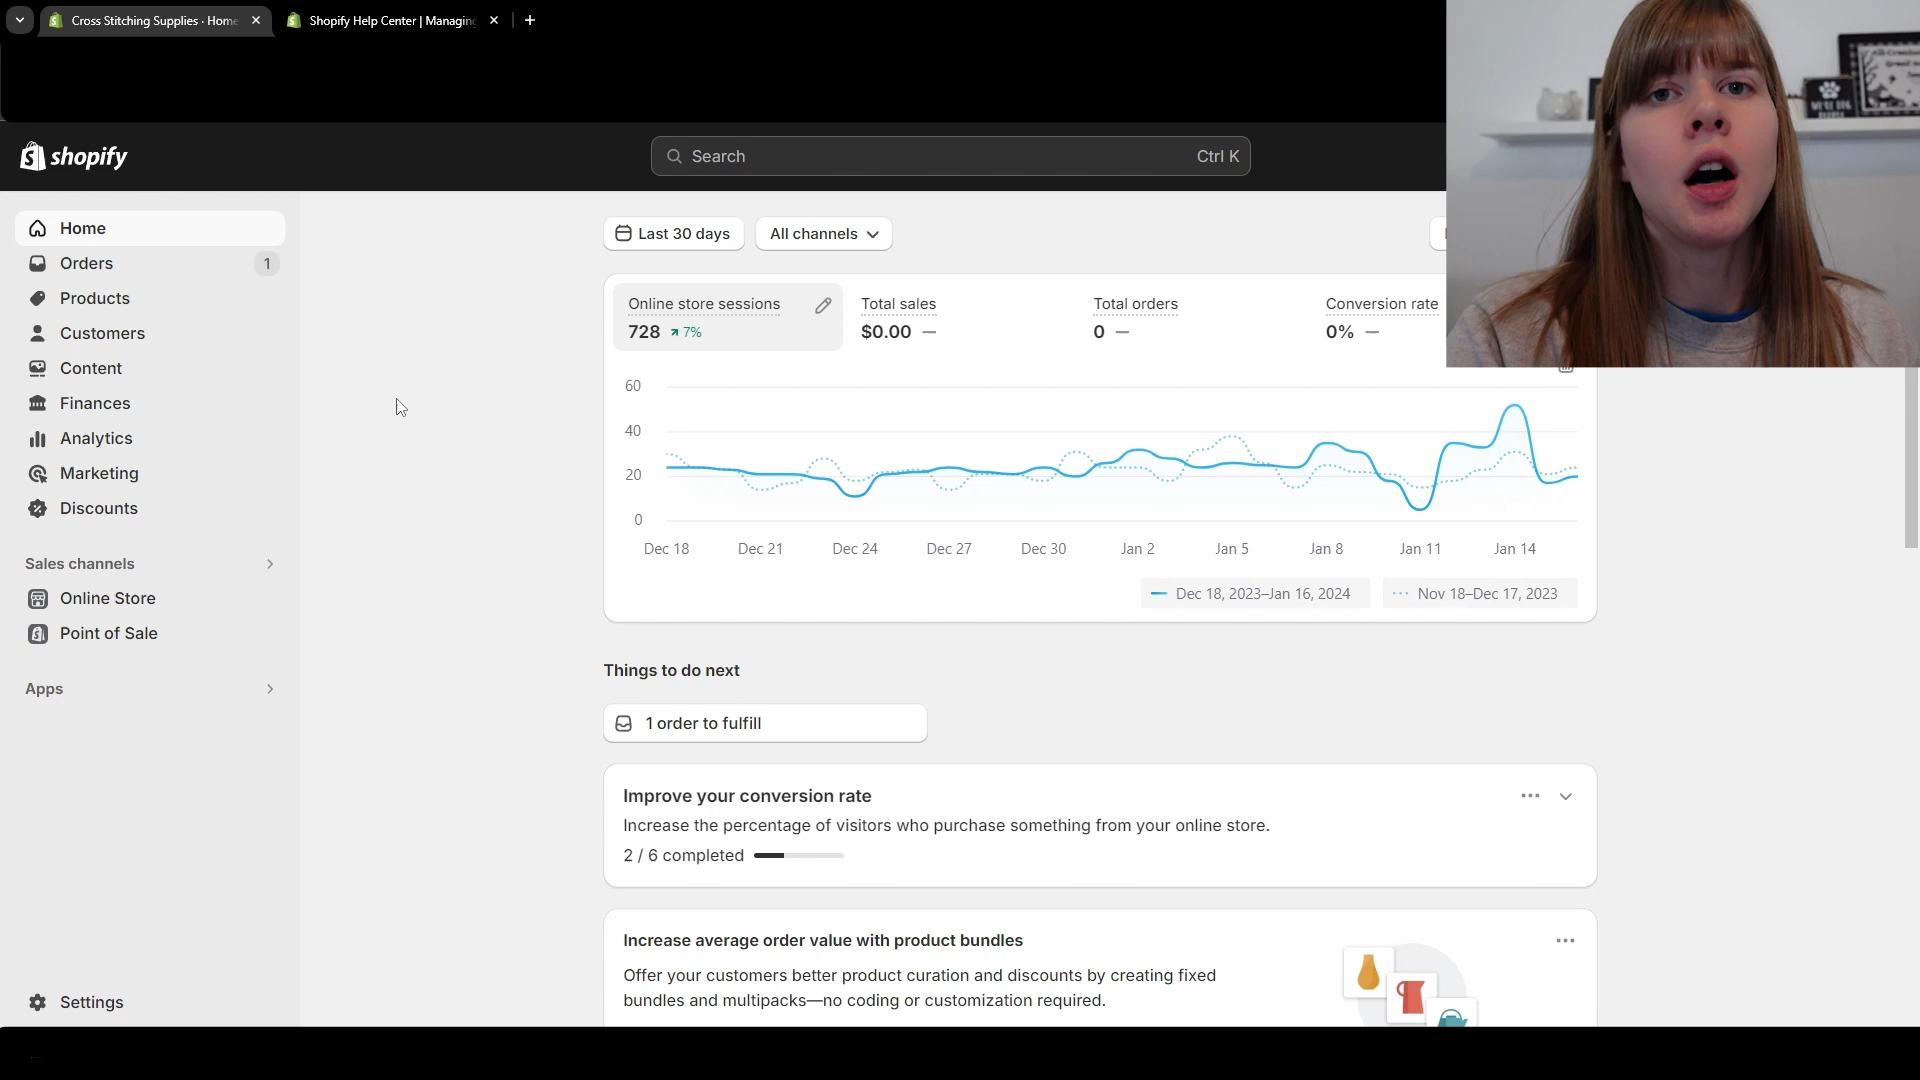 Cross Stitching Supplies · Home
Shopify Help Center | Managing
shopify
Search
Ctrl K
Home
Orders
1
Products
Customers
Content
Finances
Analytics
Marketing
Discounts
Sales channels
Online Store
Point of Sale
Apps
Settings
Last 30 days
All channels
Online store sessions
728
7%
Total sales
$0.00 —
Total orders
0 —
Conversion rate
0% —
60
40
20
0
Dec 18
Dec 21
Dec 24
Dec 27
Dec 30
Jan 2
Jan 5
Jan 8
Jan 11
Jan 14
Dec 18, 2023–Jan 16, 2024
Nov 18–Dec 17, 2023
Things to do next
1 order to fulfill
Improve your conversion rate
Increase the percentage of visitors who purchase something from your online store.
2 / 6 completed
Increase average order value with product bundles
Offer your customers better product curation and discounts by creating fixed
bundles and multipacks—no coding or customization required.